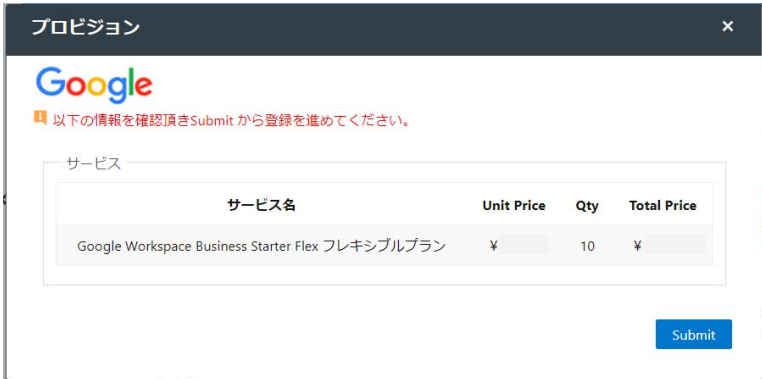 プロビジョン ×
Google
以下の情報を確認頂きSubmit から登録を進めてください。
サービス
サービス名 Unit Price Qty Total Price
Google Workspace Business Starter Flex フレキシブルプラン ¥ 10 ¥
Submit